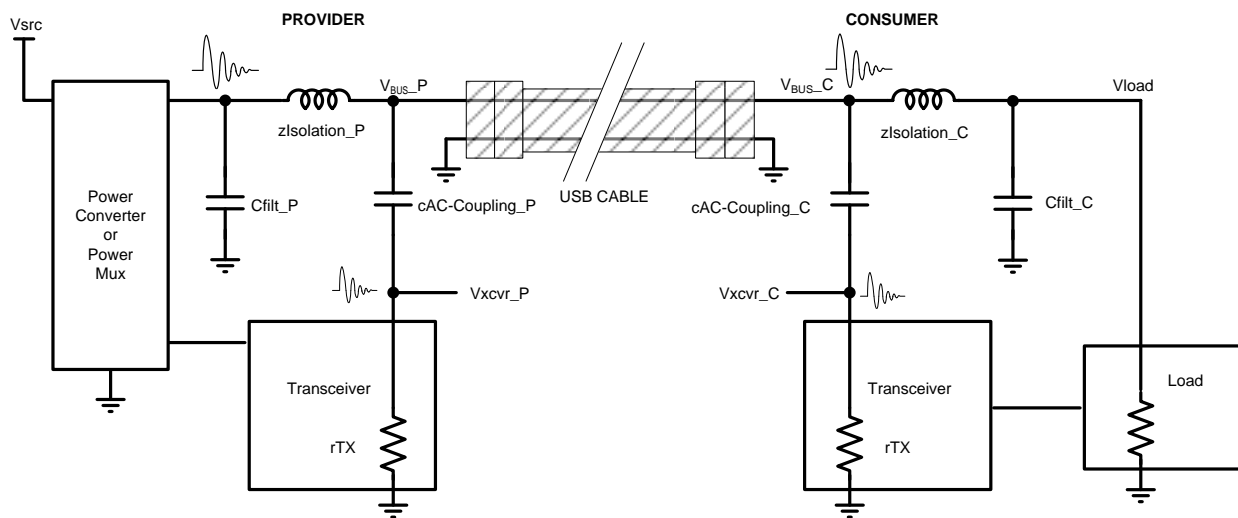 PROVIDER
CONSUMER
Vsrc
VBUS_P
VBUS_C
Vload
zIsolation_P
zIsolation_C
USB CABLE
Power
Converter
or
Power
Mux
Cfilt_P
cAC-Coupling_P
cAC-Coupling_C
Cfilt_C
Vxcvr_P
Vxcvr_C
Transceiver
rTX
Transceiver
rTX
Load